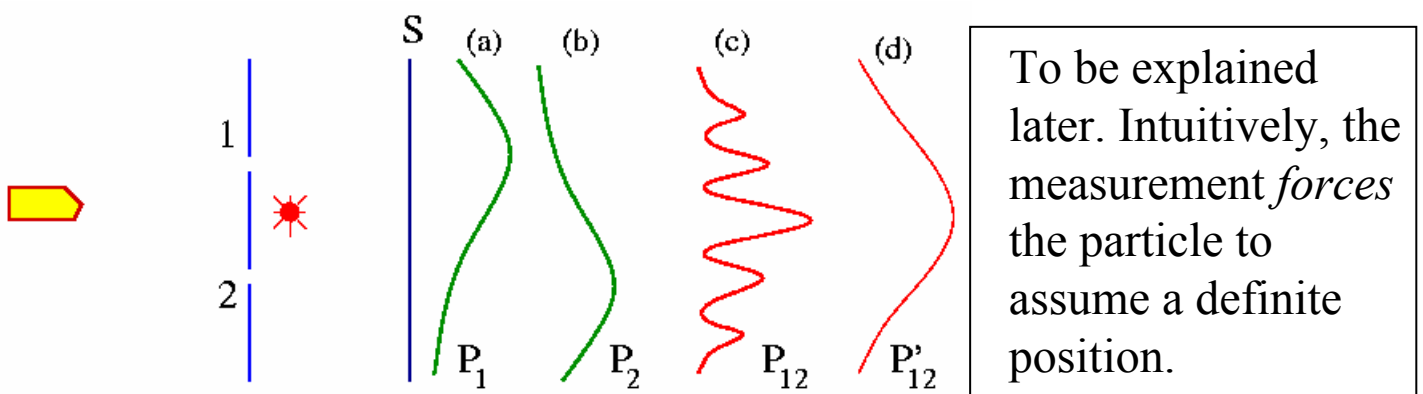 S (a) (b) (c) (d)
1
2
P₁ P₂ P₁₂ P'₁₂
To be explained
later. Intuitively, the
measurement forces
the particle to
assume a definite
position.